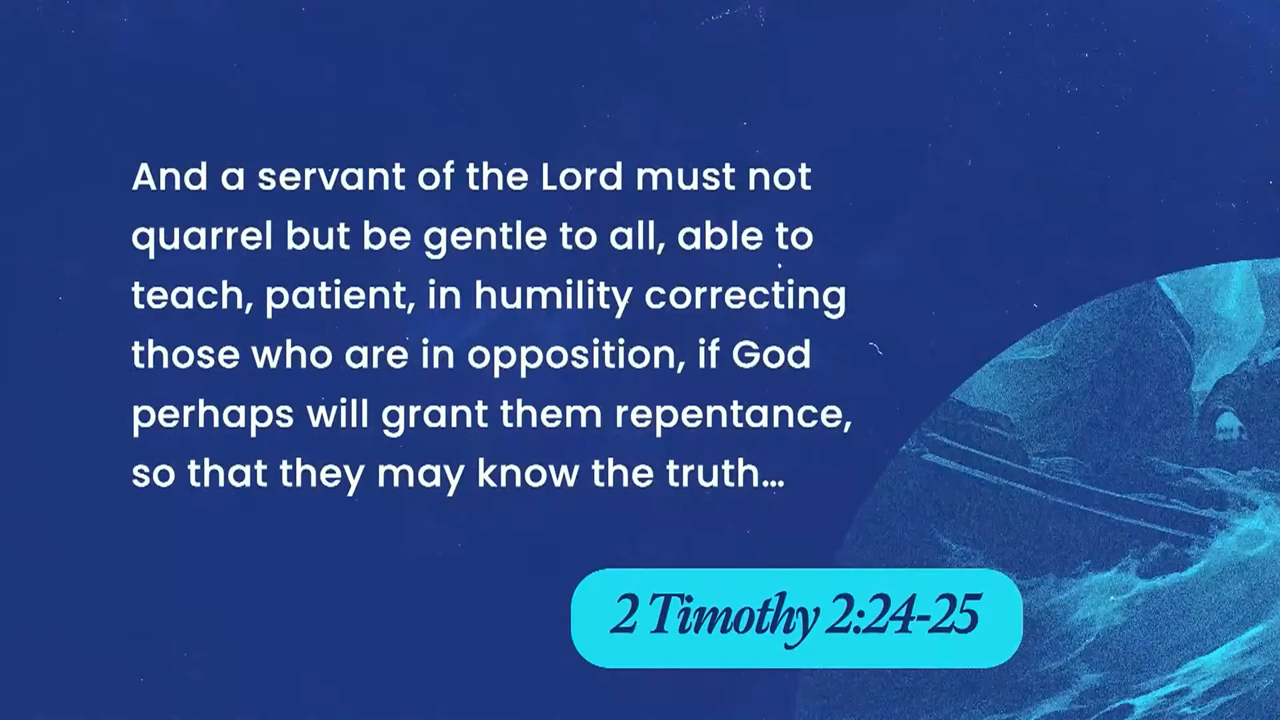 And a servant of the Lord must not
quarrel but be gentle to all, able to
teach, patient, in humility correcting
those who are in opposition, if God
perhaps will grant them repentance,
so that they may know the truth…
2 Timothy 2:24-25